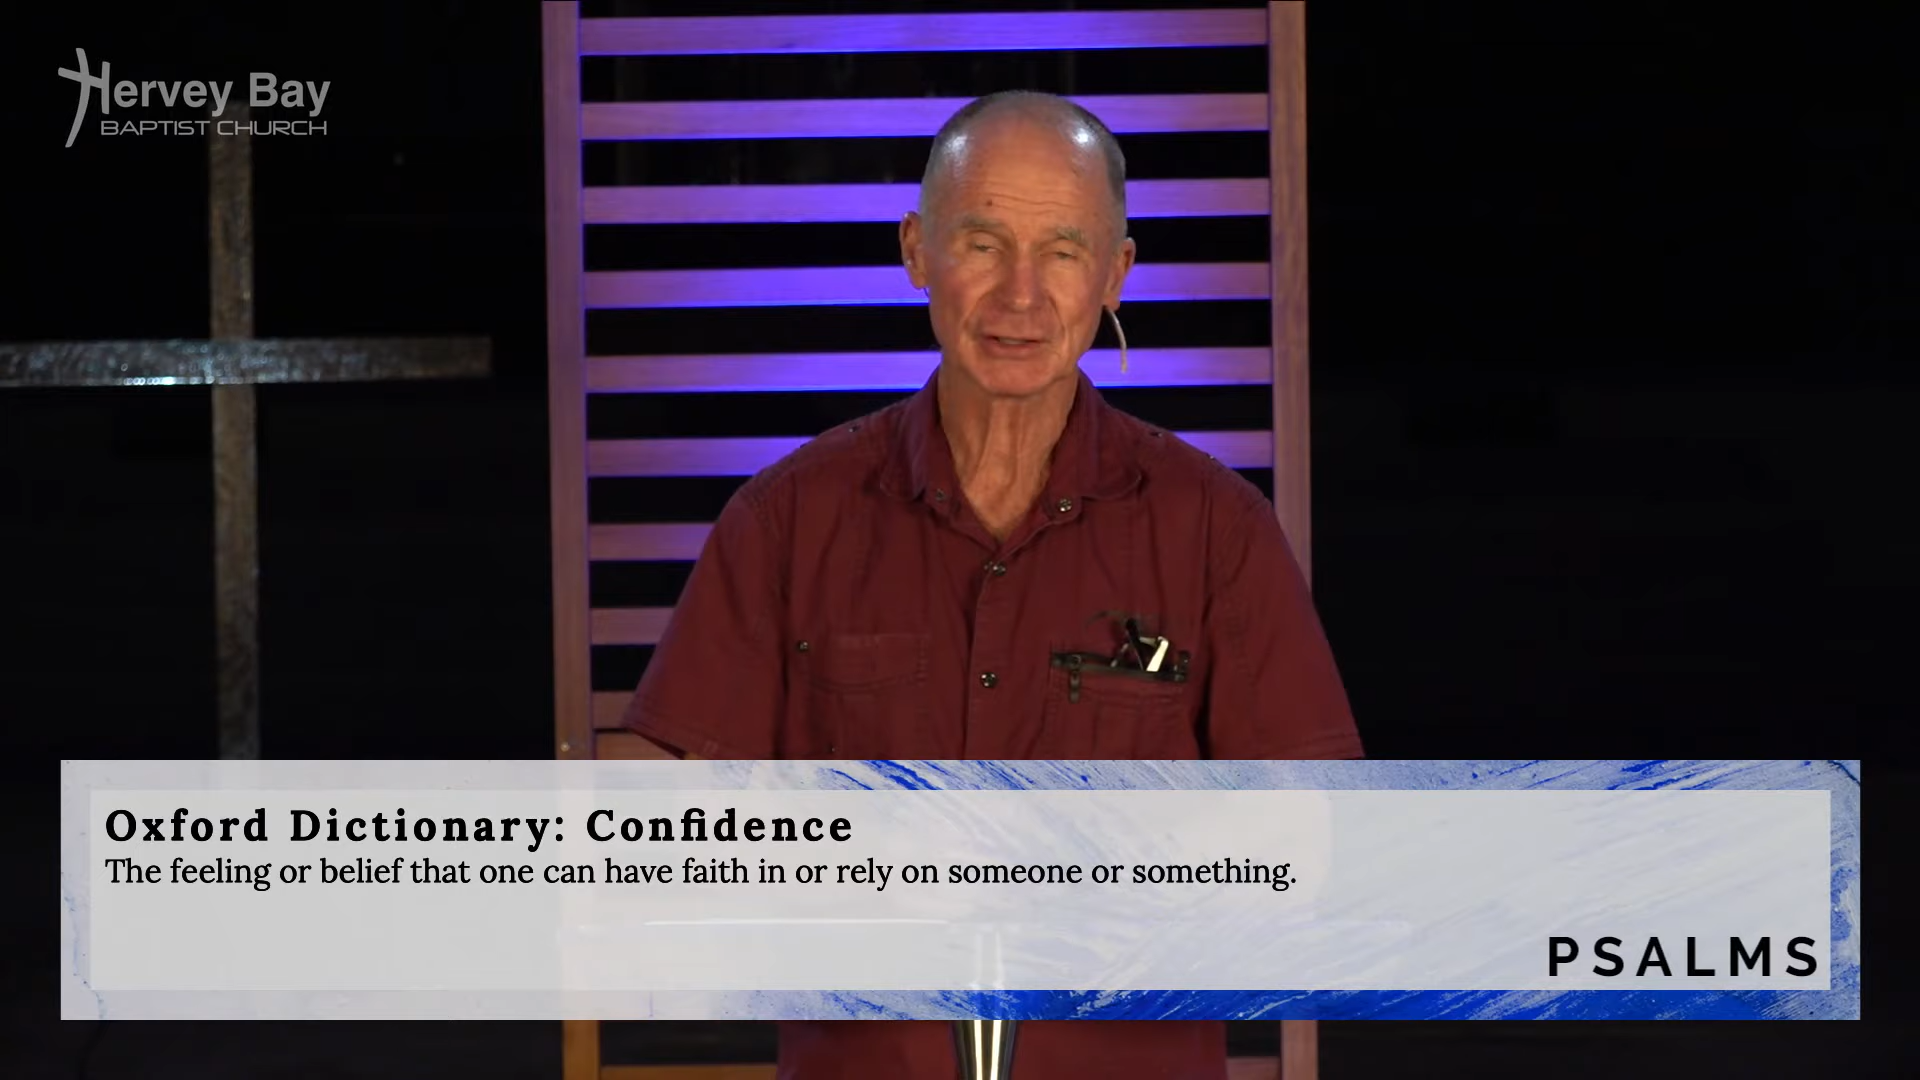 Hervey Bay
BAPTIST CHURCH
Oxford Dictionary: Confidence
The feeling or belief that one can have faith in or rely on someone or something.
PSALMS